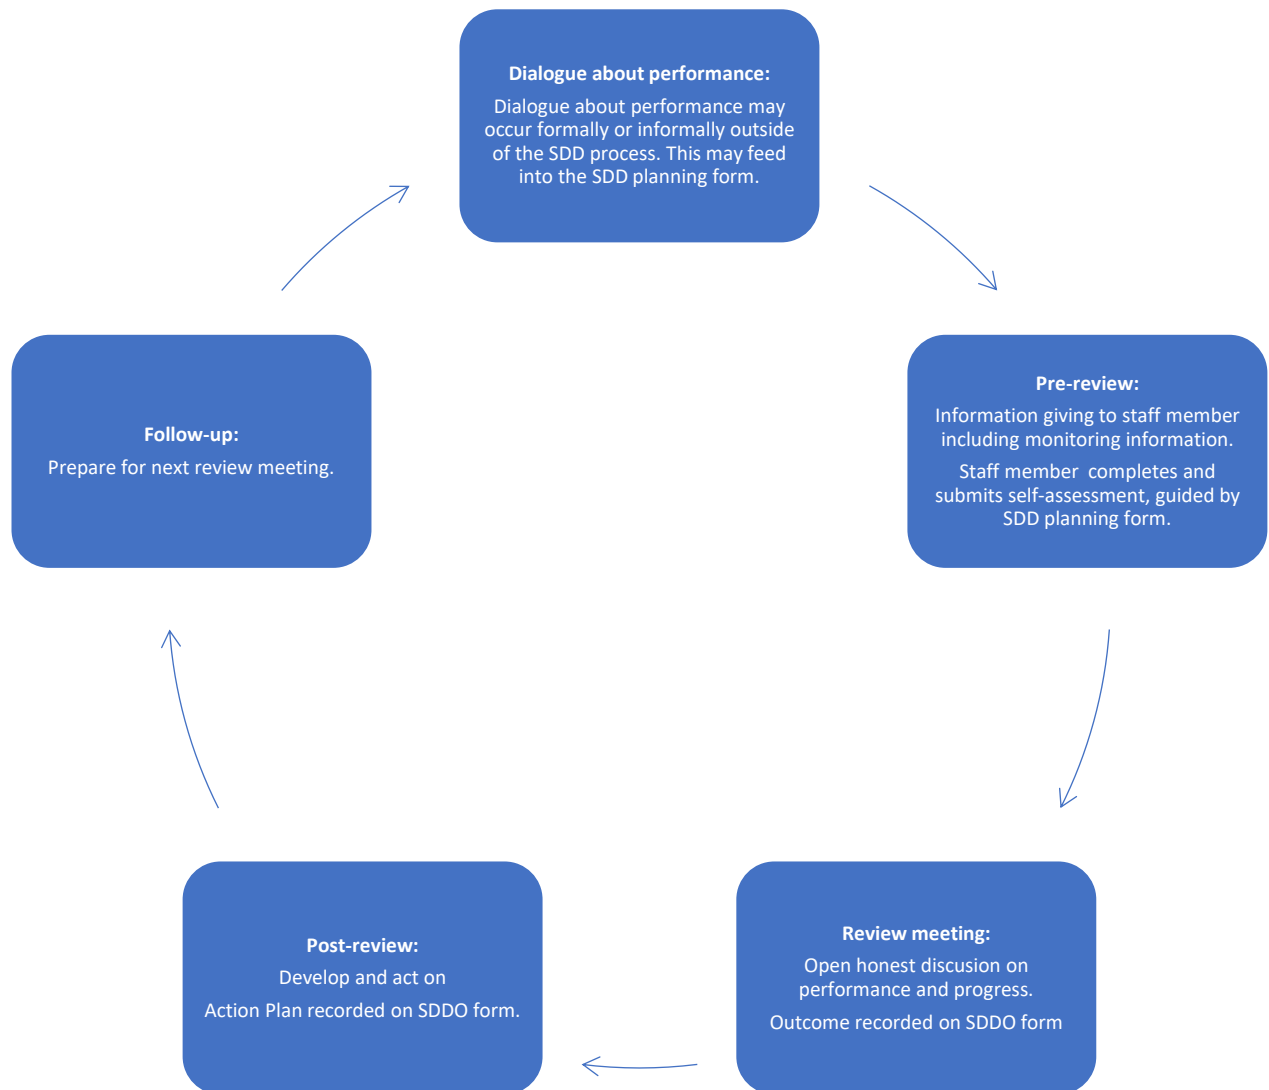 Dialogue about performance:
Dialogue about performance may
occur formally or informally outside
of the SDD process. This may feed
into the SDD planning form.
Pre-review:
Information giving to staff member
including monitoring information.
Staff member completes and
submits self-assessment, guided by
SDD planning form.
Review meeting:
Open honest discusion on
performance and progress.
Outcome recorded on SDDO form
Post-review:
Develop and act on
Action Plan recorded on SDDO form.
Follow-up:
Prepare for next review meeting.